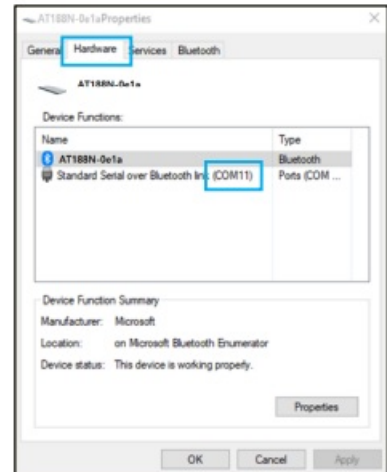 AT188N-0e1aProperties
General Hardware Services Bluetooth
AT188N-0e1a
Device Functions:
Name Type
AT188N-0e1a Bluetooth
Standard Serial over Bluetooth link (COM11) Ports (COM ...
Device Function Summary
Manufacturer: Microsoft
Location: on Microsoft Bluetooth Enumerator
Device status: This device is working properly.
Properties
OK Cancel Apply